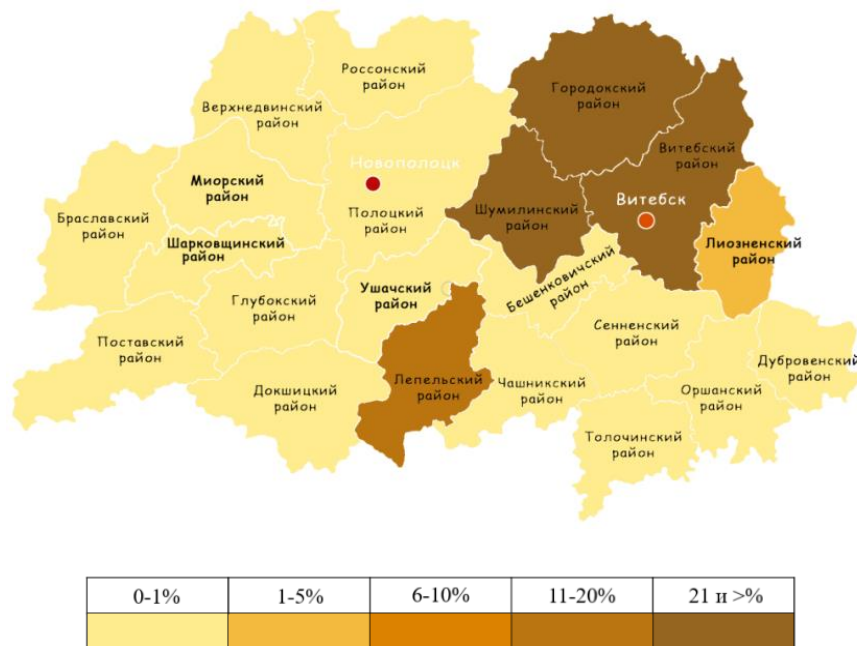 Россонский
район
Городокский
район
Верхнедвинский
район
Витебский
район
Новополоцк
Миорский
район
Полоцкий
район
Шумилинский
район
Витебск
Браславский
район
Шарковщинский
район
Лиозненский
район
Ушачский
район
Бешенковичский
район
Глубокский
район
Поставский
район
Сенненский
район
Дубровенский
район
Докшицкий
район
Лепельский
район
Чашникский
район
Оршанский
район
Толочинский
район
0-1% 1-5% 6-10% 11-20% 21 и >%